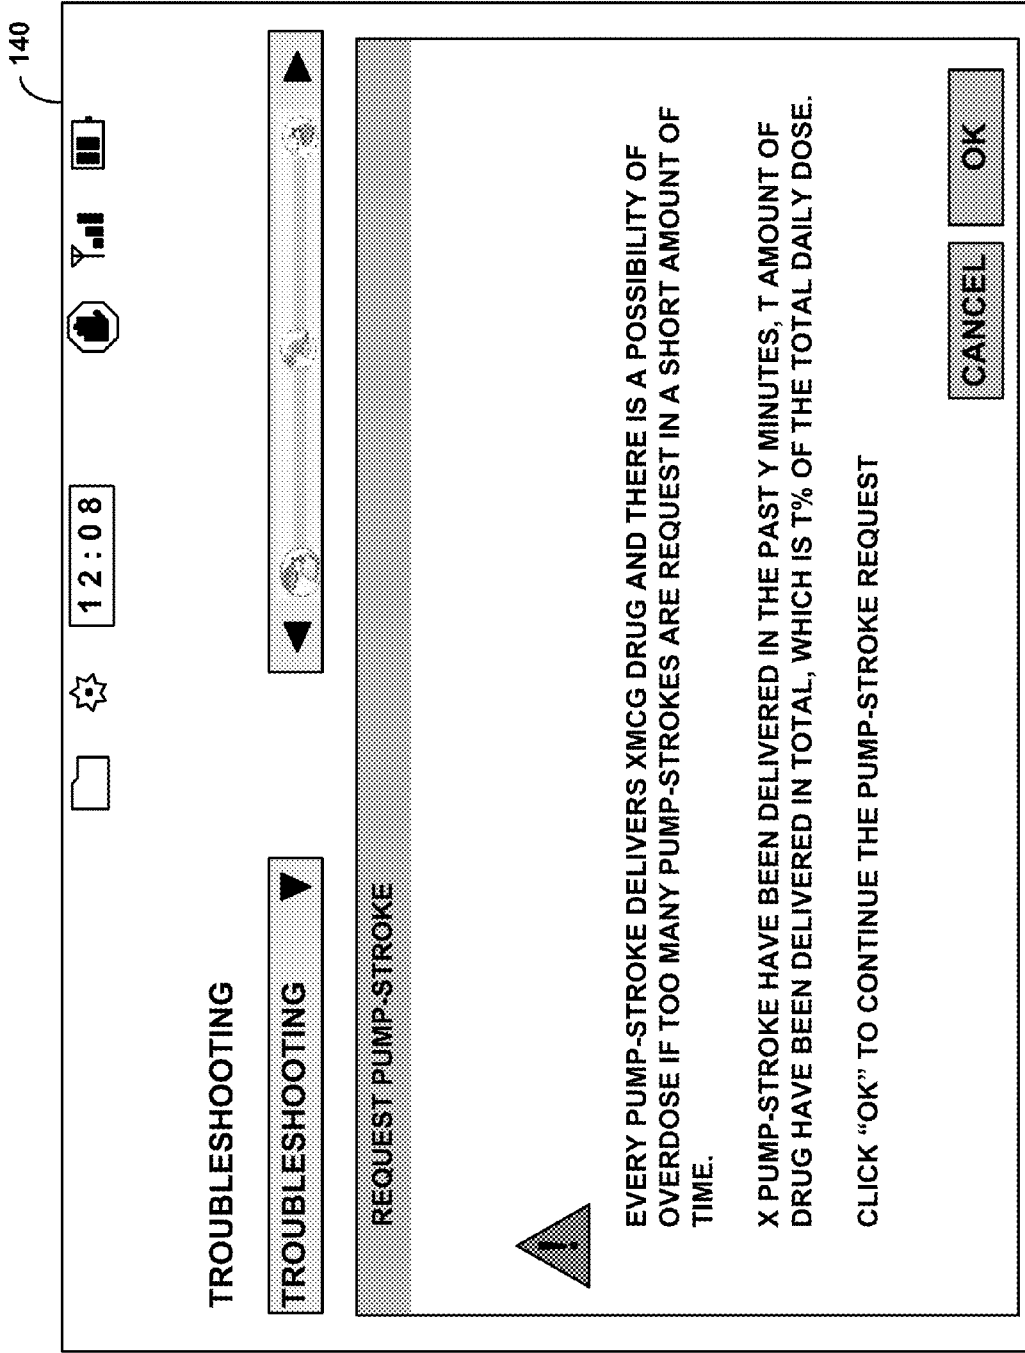 140
12:08
TROUBLESHOOTING
TROUBLESHOOTING
REQUEST PUMP-STROKE
!
EVERY PUMP-STROKE DELIVERS XMCG DRUG AND THERE IS A POSSIBILITY OF
OVERDOSE IF TOO MANY PUMP-STROKES ARE REQUEST IN A SHORT AMOUNT OF
TIME.
X PUMP-STROKE HAVE BEEN DELIVERED IN THE PAST Y MINUTES, T AMOUNT OF
DRUG HAVE BEEN DELIVERED IN TOTAL, WHICH IS T% OF THE TOTAL DAILY DOSE.
CLICK “OK” TO CONTINUE THE PUMP-STROKE REQUEST
CANCEL
OK